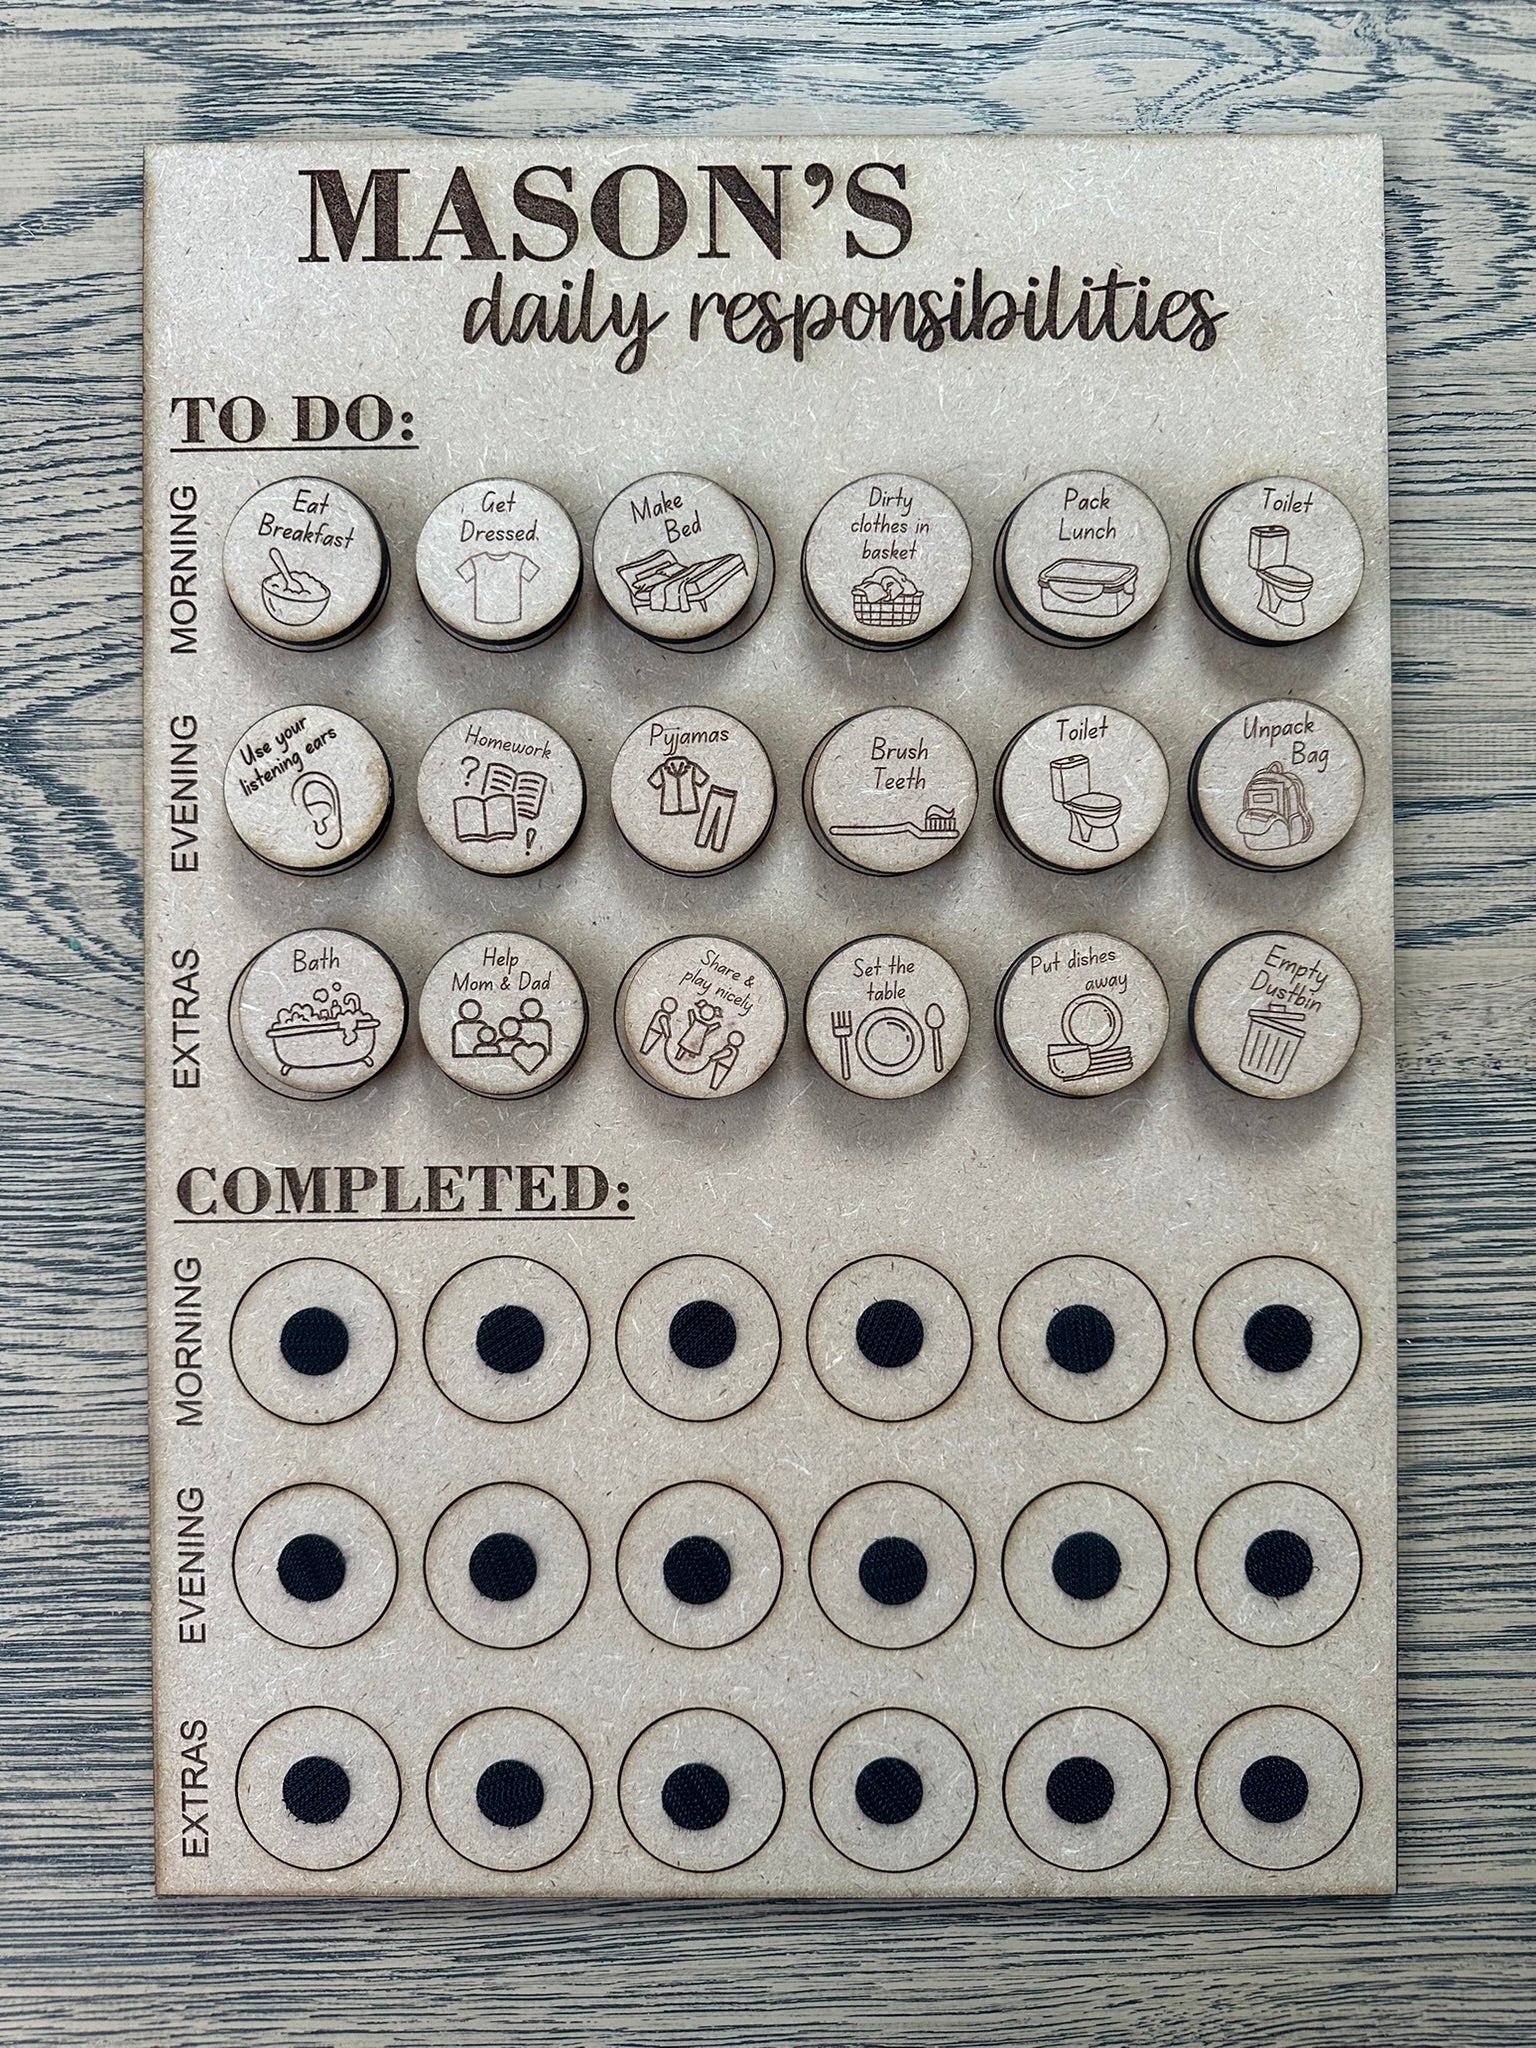 MASON'S
daily responsibilities
TO DO:
MORNING
Eat
Breakfast
Get
Dressed
Make
Bed
Dirty
clothes in
basket
Pack
Lunch
Toilet
EVENING
Use your
listening ears
Homework
Pyjamas
Brush
Teeth
Toilet
Unpack
Bag
EXTRAS
Bath
Help
Mom & Dad
Share &
play nicely
Set the
table
Put dishes
away
Empty
Dustbin
COMPLETED:
MORNING
EVENING
EXTRAS